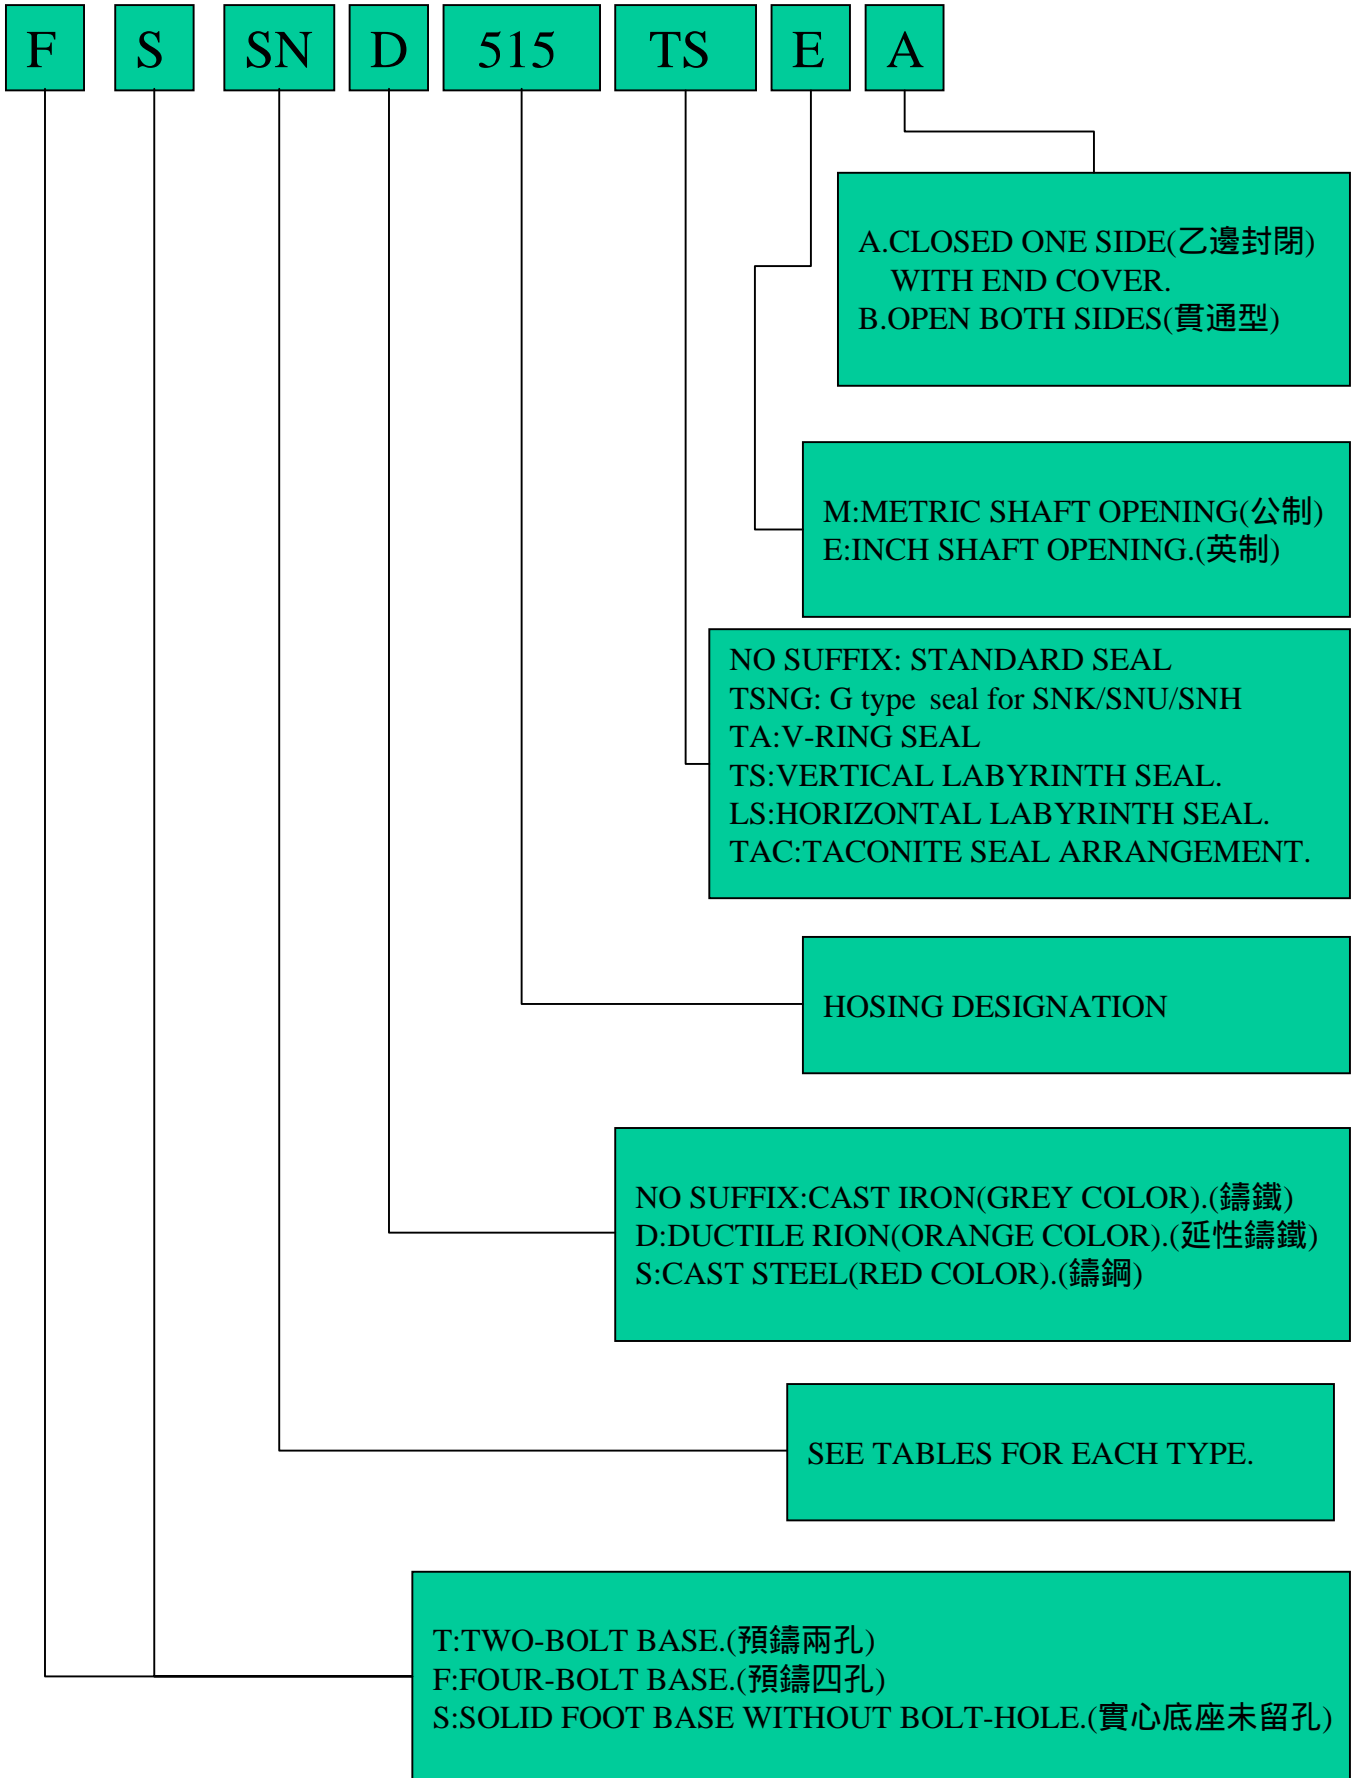 F S SN D 515 TS E A
A.CLOSED ONE SIDE(乙邊封閉)
WITH END COVER.
B.OPEN BOTH SIDES(貫通型)
M:METRIC SHAFT OPENING(公制)
E:INCH SHAFT OPENING.(英制)
NO SUFFIX: STANDARD SEAL
TSNG: G type seal for SNK/SNU/SNH
TA:V-RING SEAL
TS:VERTICAL LABYRINTH SEAL.
LS:HORIZONTAL LABYRINTH SEAL.
TAC:TACONITE SEAL ARRANGEMENT.
HOSING DESIGNATION
NO SUFFIX:CAST IRON(GREY COLOR).(鑄鐵)
D:DUCTILE RION(ORANGE COLOR).(延性鑄鐵)
S:CAST STEEL(RED COLOR).(鑄鋼)
SEE TABLES FOR EACH TYPE.
T:TWO-BOLT BASE.(預鑄兩孔)
F:FOUR-BOLT BASE.(預鑄四孔)
S:SOLID FOOT BASE WITHOUT BOLT-HOLE.(實心底座未留孔)